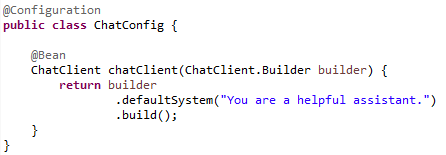 @Configuration
public class ChatConfig {
@Bean
ChatClient chatClient(ChatClient.Builder builder) {
return builder
.defaultSystem("You are a helpful assistant.")
.build();
}
}